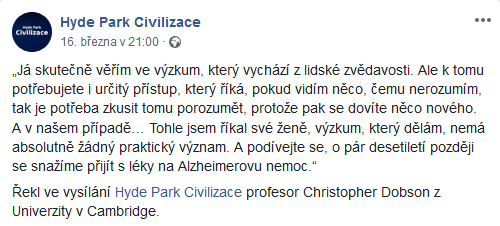 Hyde Park
Civilizace
Hyde Park Civilizace
16. března v 21:00 ·
„Já skutečně věřím ve výzkum, který vychází z lidské zvědavosti. Ale k tomu
potřebujete i určitý přístup, který říká, pokud vidím něco, čemu nerozumím,
tak je potřeba zkusit tomu porozumět, protože pak se dovíte něco nového.
A v našem případě… Tohle jsem říkal své ženě, výzkum, který dělám, nemá
absolutně žádný praktický význam. A podívejte se, o pár desetiletí později
se snažíme přijít s léky na Alzheimerovu nemoc.“
Řekl ve vysílání Hyde Park Civilizace profesor Christopher Dobson z
Univerzity v Cambridge.